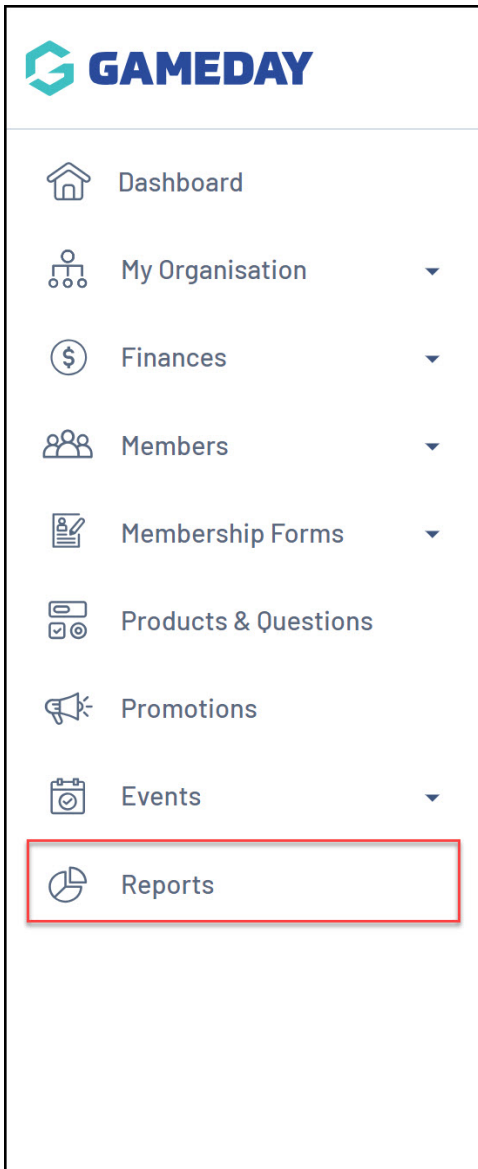 GAMEDAY
Dashboard
My Organisation
Finances
Members
Membership Forms
Products & Questions
Promotions
Events
Reports